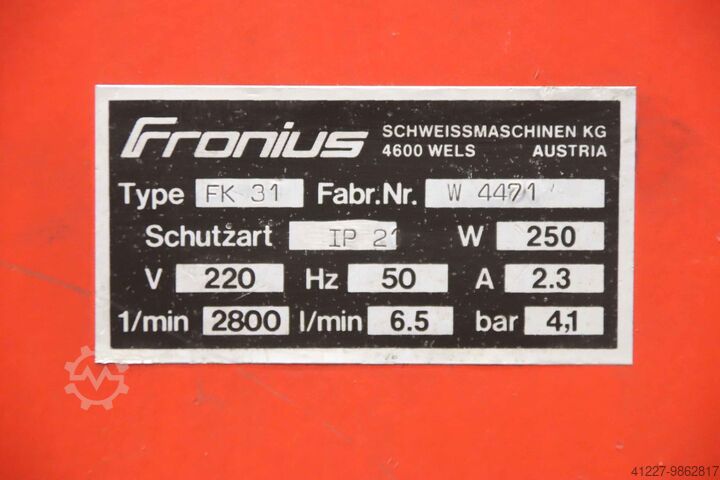 Fronius SCHWEISSMASCHINEN KG
4600 WELS AUSTRIA
Type FK 31 Fabr.Nr. W 4471
Schutzart IP 21 W 250
V 220 Hz 50 A 2.3
1/min 2800 l/min 6.5 bar 4,1
41227-9862817